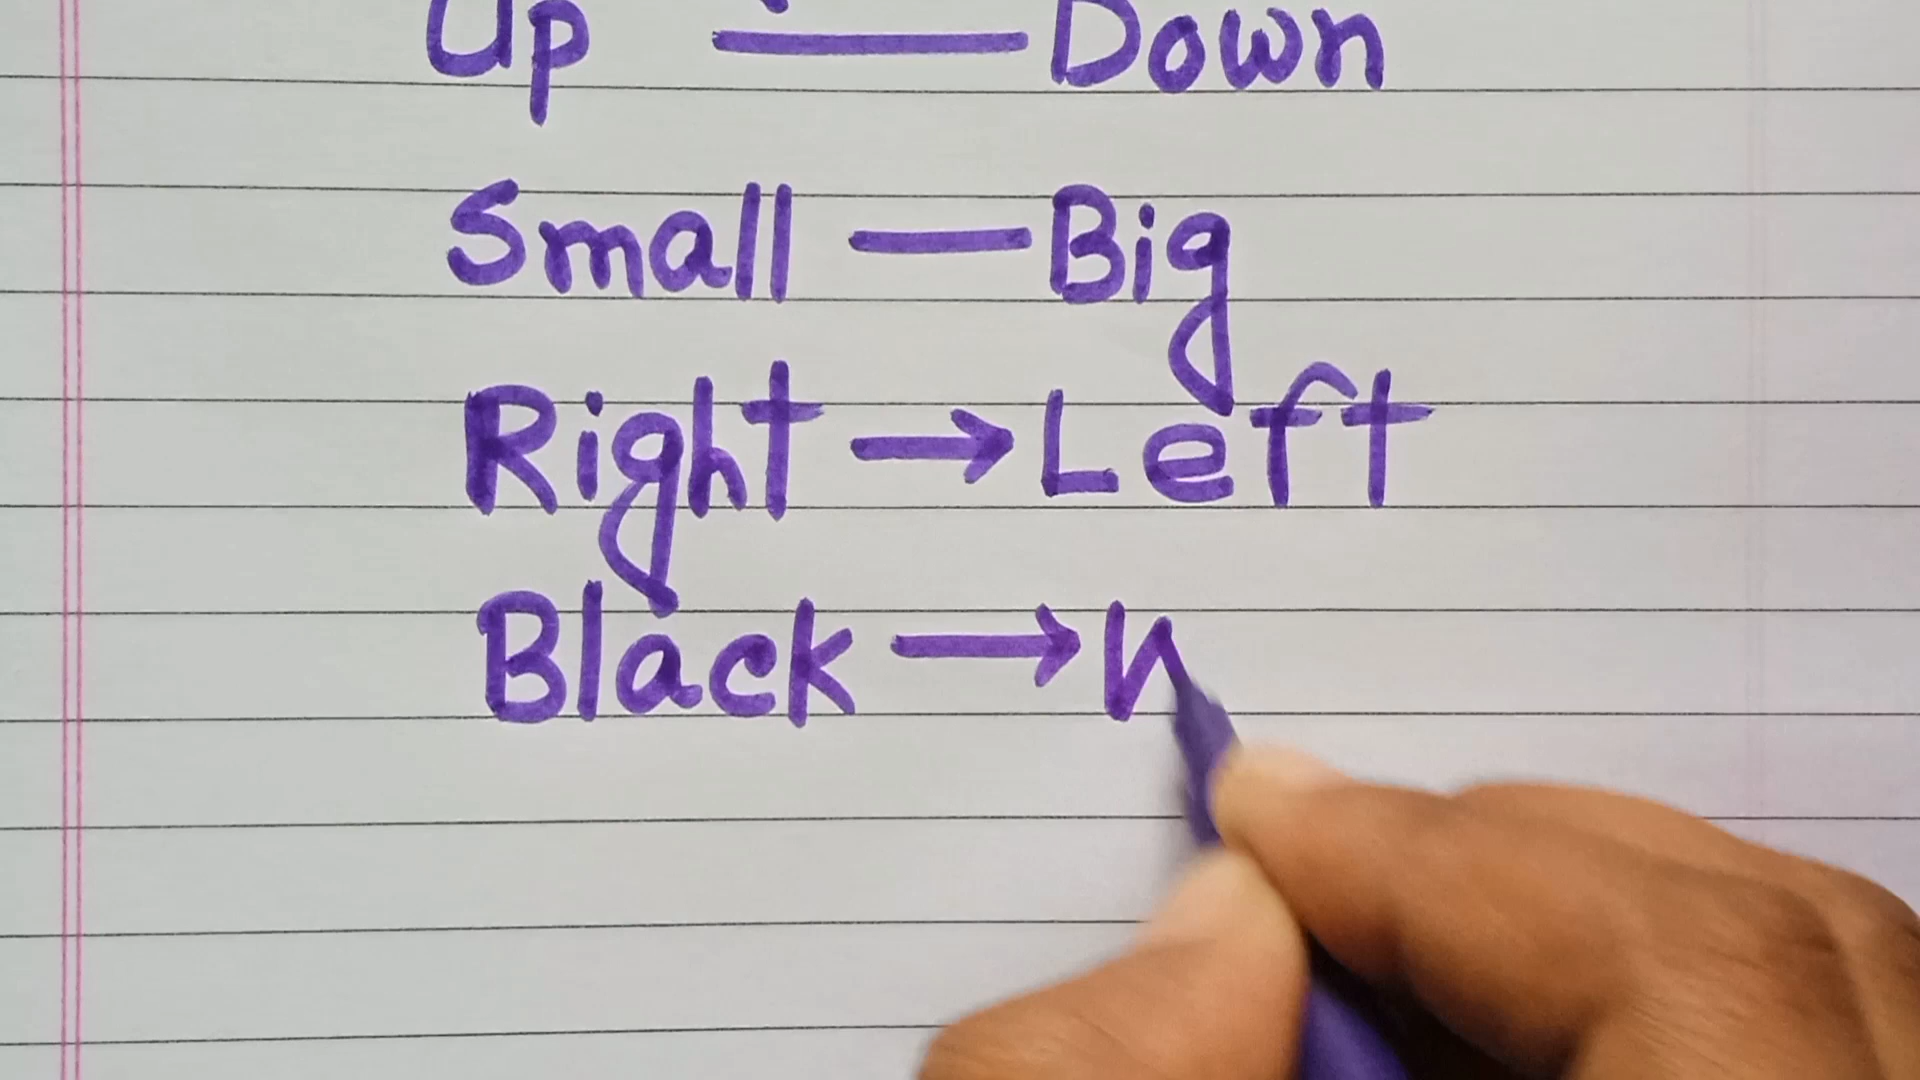 Up — Down
Small — Big
Right → Left
Black →